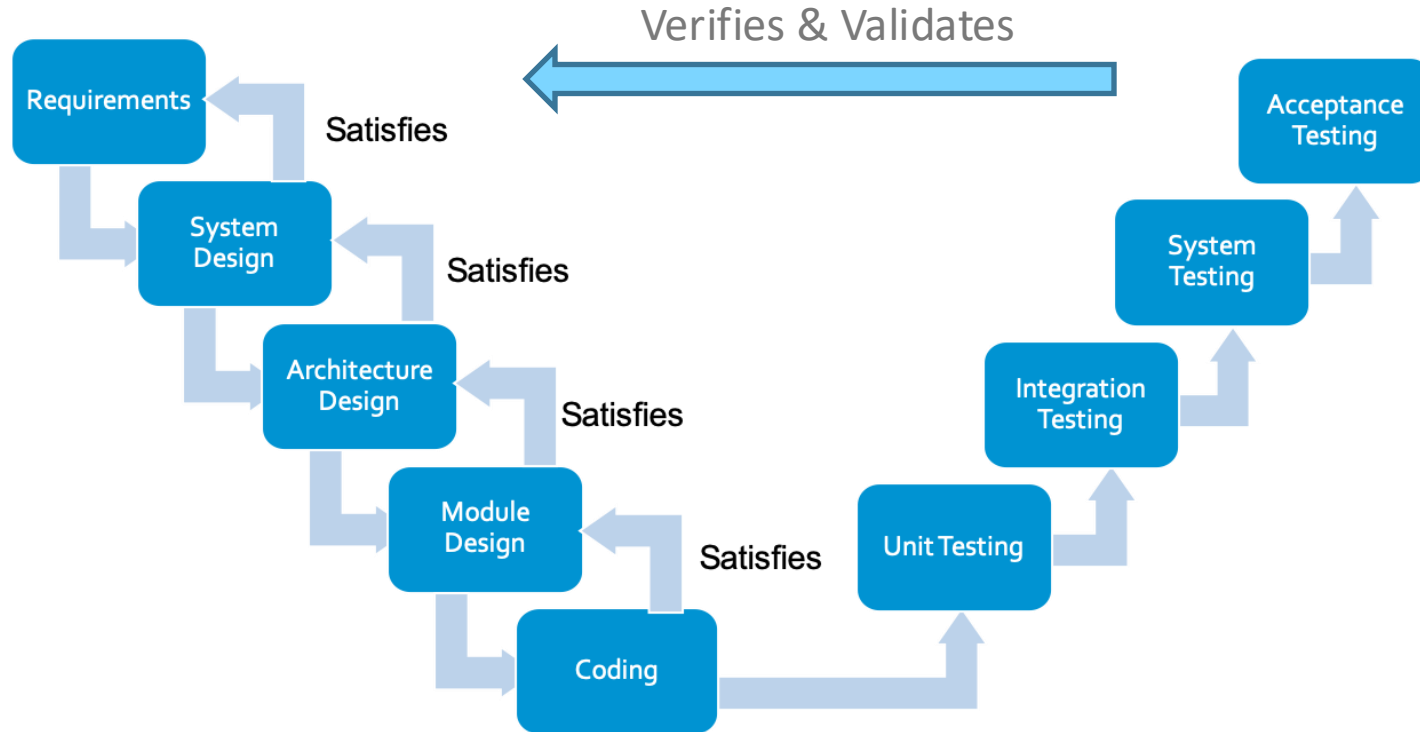 Verifies & Validates
Requirements
Satisfies
Acceptance
Testing
System
Design
System
Testing
Satisfies
Architecture
Design
Integration
Testing
Satisfies
Module
Design
Unit Testing
Satisfies
Coding